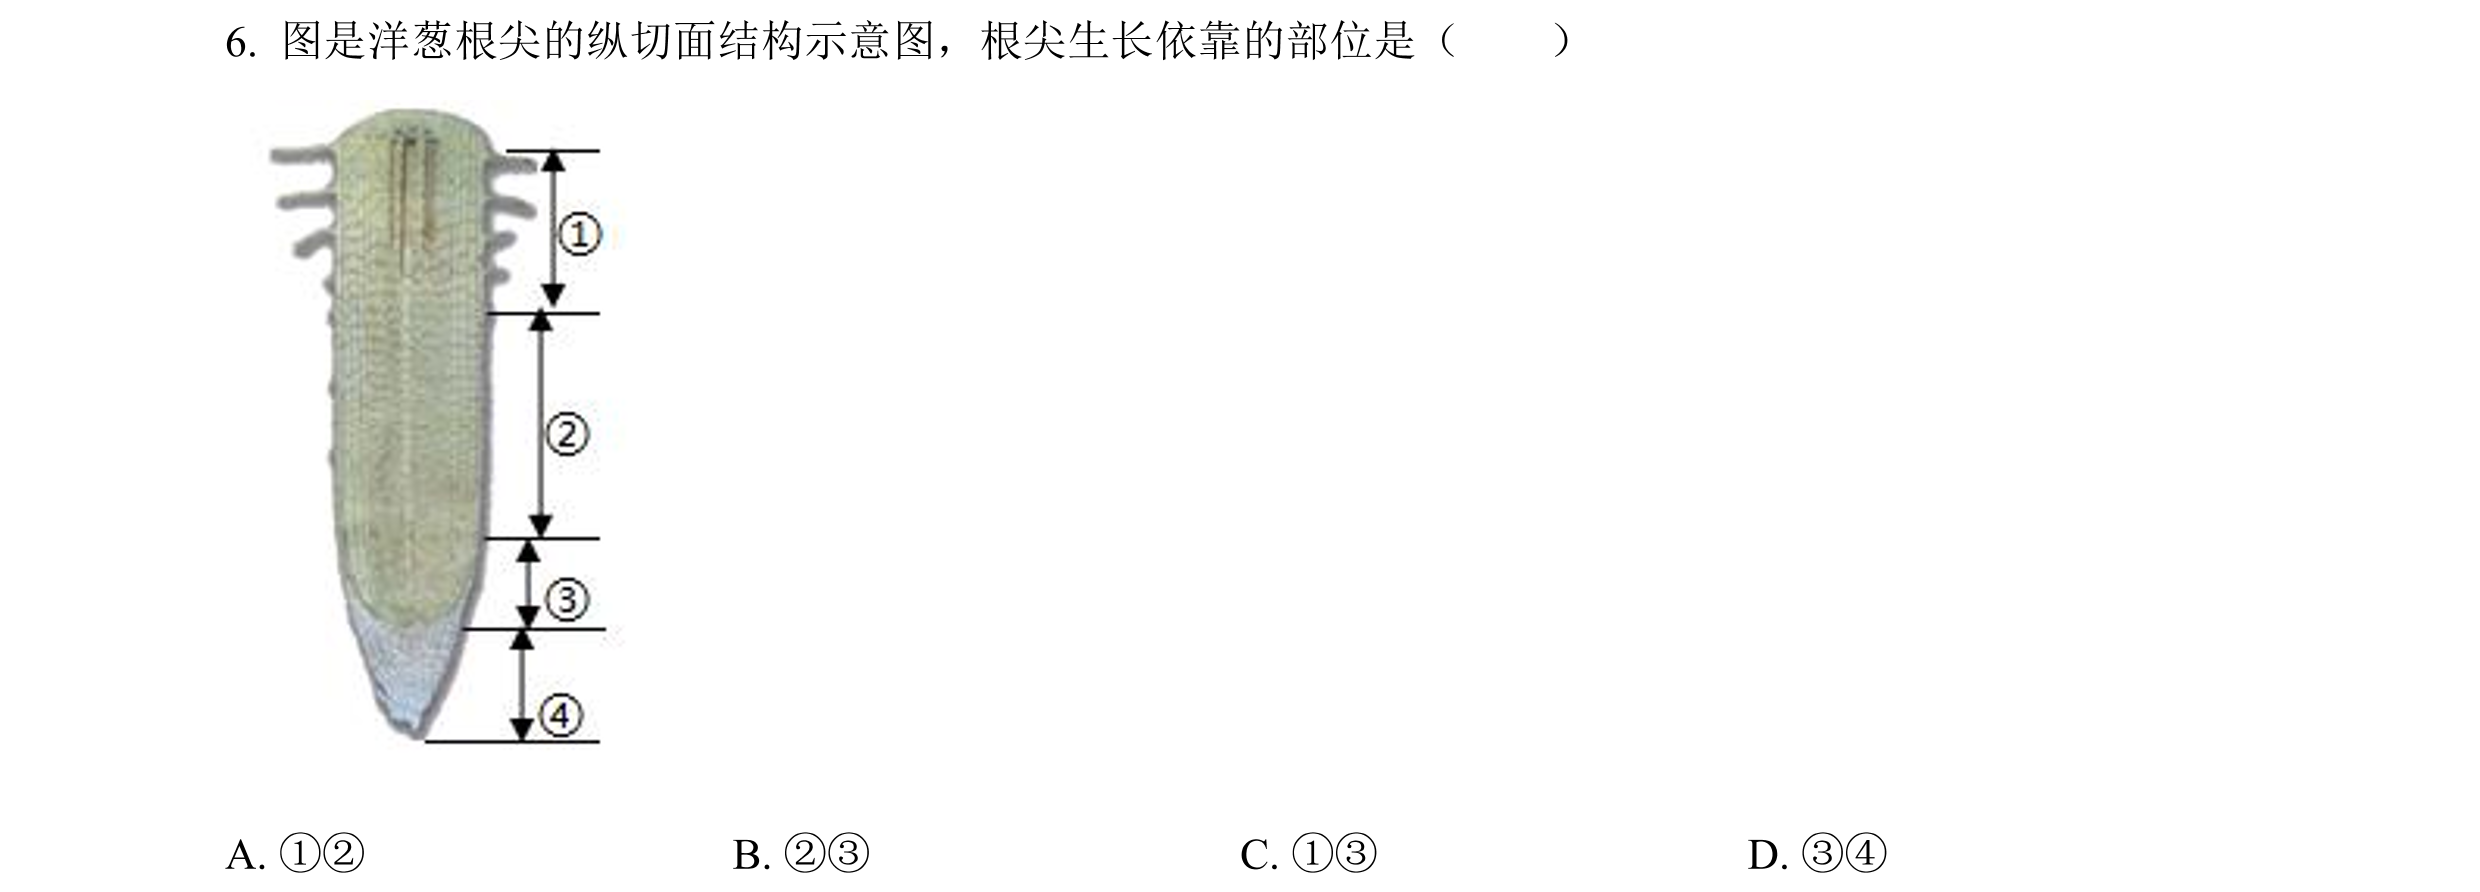 6. 图是洋葱根尖的纵切面结构示意图，根尖生长依靠的部位是（　　）
①
②
③
④
A. ①②　　B. ②③　　C. ①③　　D. ③④